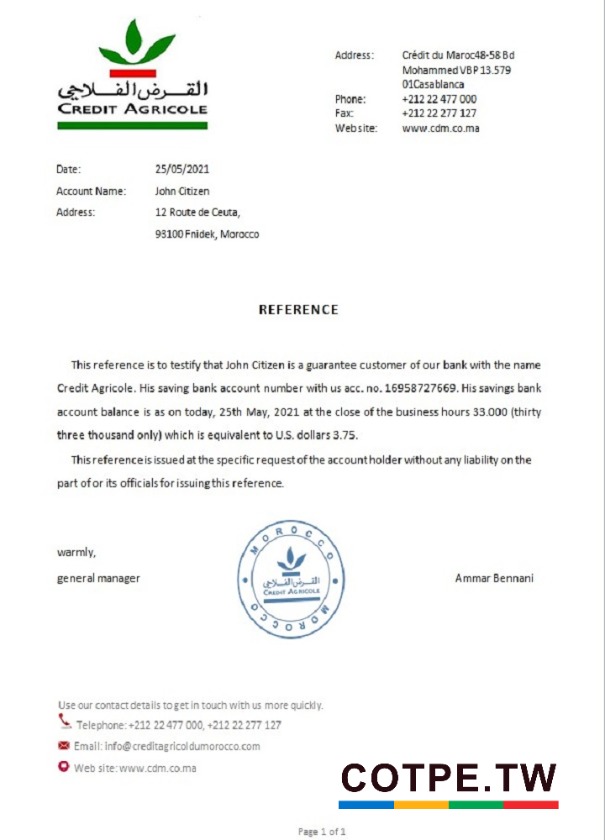 القرض الفلاحي
CREDIT AGRICOLE
Address: Crédit du Maroc48-58 Bd
Mohammed VBP 13.579
01Casablanca
Phone: +212 22 477 000
Fax: +212 22 277 127
Website: www.cdm.co.ma
Date: 25/05/2021
Account Name: John Citizen
Address: 12 Route de Ceuta,
93100 Fnidek, Morocco
REFERENCE
This reference is to testify that John Citizen is a guarantee customer of our bank with the name
Credit Agricole. His saving bank account number with us acc. no. 16958727669. His savings bank
account balance is as on today, 25th May, 2021 at the close of the business hours 33.000 (thirty
three thousand only) which is equivalent to U.S. dollars 3.75.
This reference is issued at the specific request of the account holder without any liability on the
part of or its officials for issuing this reference.
warmly,
general manager
MOROCCO
القرض الفلاحي
CREDIT AGRICOLE
MOROCCO
Ammar Bennani
Use our contact details to get in touch with us more quickly.
Telephone: +212 22 477 000, +212 22 277 127
Email: info@creditagricoldumorocco.com
Web site: www.cdm.co.ma
COTPE.TW
Page 1 of 1